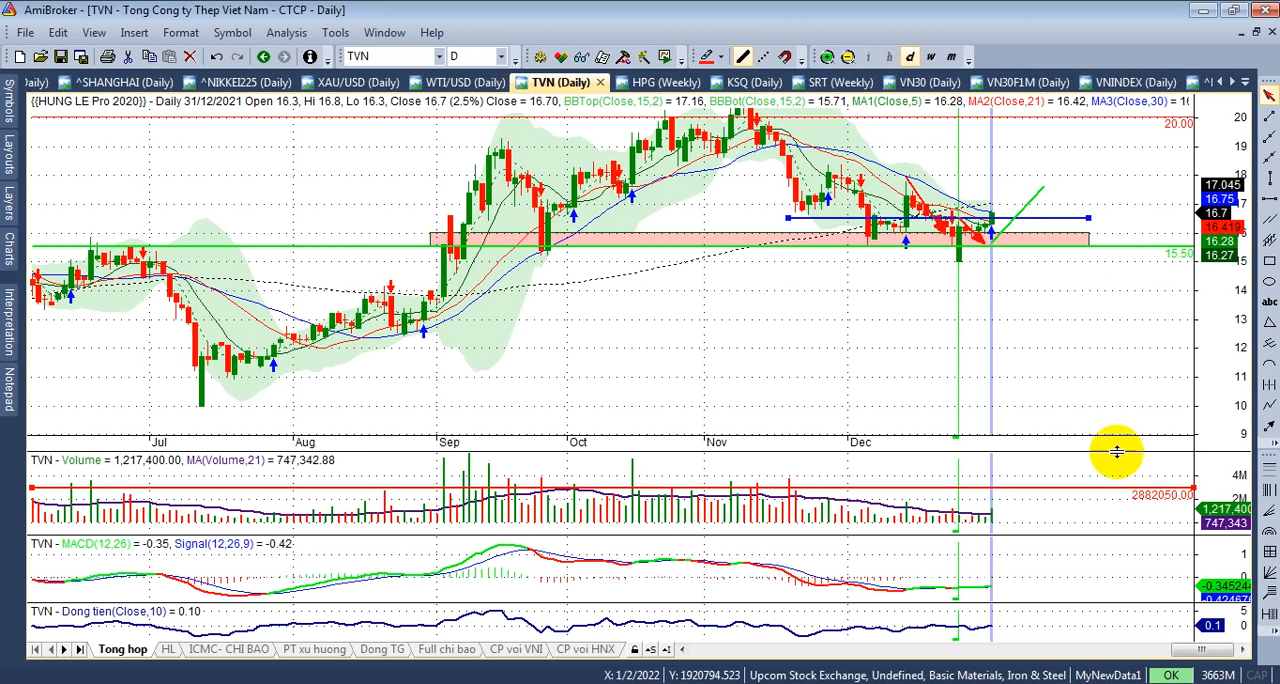 AmiBroker - [TVN - Tong Cong ty Thep Viet Nam - CTCP - Daily]
File Edit View Insert Format Symbol Analysis Tools Window Help
TVN D i h d w m
Daily) ^SHANGHAI (Daily) ^NIKKEI225 (Daily) XAU/USD (Daily) WTI/USD (Daily) TVN (Daily) HPG (Weekly) KSQ (Daily) SRT (Weekly) VN30 (Daily) VN30F1M (Daily) VNINDEX (Daily)
Symbols
Layouts
Layers
Charts
Interpretation
Notepad
{{HUNG LE Pro 2020}} - Daily 31/12/2021 Open 16.3, Hi 16.8, Lo 16.3, Close 16.7 (2.5%) Close = 16.70, BBTop(Close,15,2) = 17.16, BBBot(Close,15,2) = 15.71, MA1(Close,5) = 16.28, MA2(Close,21) = 16.42, MA3(Close,30) = 16
20
20.00
19
18
17.045
17
16.75
16.7
16.419
16
16.28
15.50
16.27
15
14
13
12
11
10
9
Jul Aug Sep Oct Nov Dec
TVN - Volume = 1,217,400.00, MA(Volume,21) = 747,342.88
4M
2882050.00
2M
1,217,400
747,343
TVN - MACD(12,26) = -0.35, Signal(12,26,9) = -0.42
1
0
-0.345244
-0.424676
TVN - Dong tien(Close,10) = 0.10
5
0.1 0
abc
Tong hop HL ICMC- CHI BAO PT xu huong Dong TG Full chi bao CP voi VNI CP voi HNX
X: 1/2/2022 Y: 1920794.523 Upcom Stock Exchange, Undefined, Basic Materials, Iron & Steel MyNewData1 OK 3663M CAP